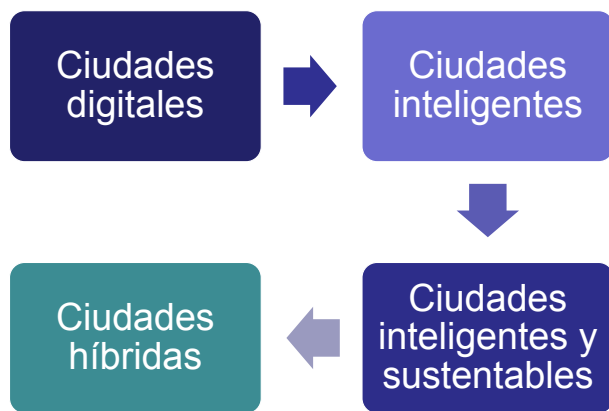 Ciudades
digitales
Ciudades
inteligentes
Ciudades
inteligentes y
sustentables
Ciudades
híbridas